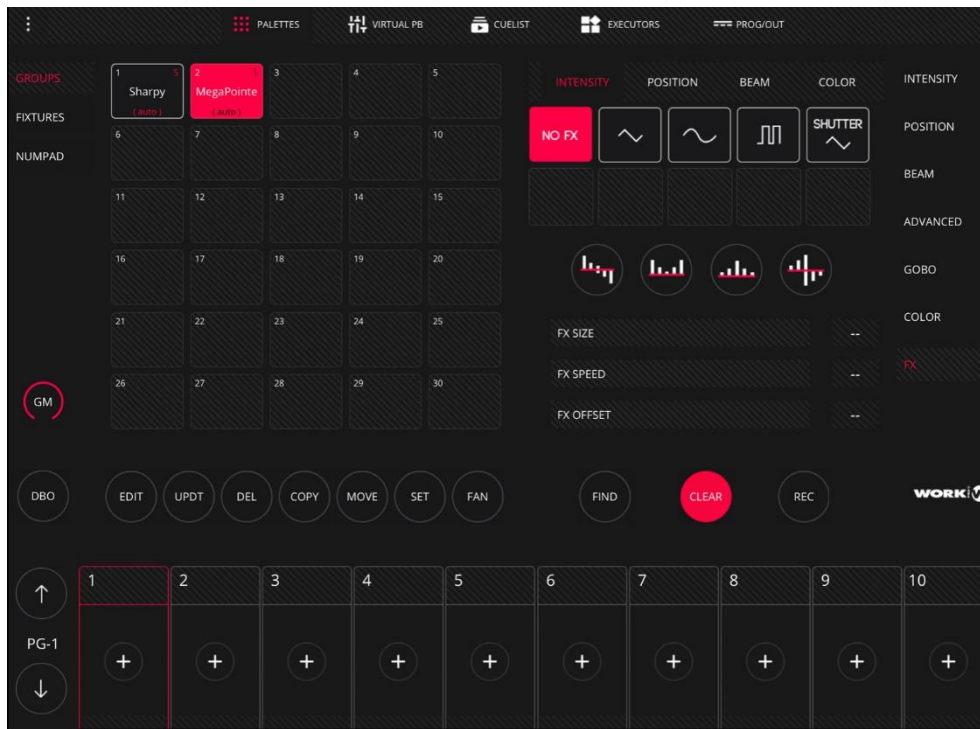 PALETTES VIRTUAL PB CUELIST EXECUTORS PROG/OUT
GROUPS
FIXTURES
NUMPAD
1 5 2 5 3 4 5
Sharpy MegaPointe
(auto) (auto)
6 7 8 9 10
11 12 13 14 15
16 17 18 19 20
21 22 23 24 25
26 27 28 29 30
INTENSITY POSITION BEAM COLOR
NO FX SHUTTER
FX SIZE --
FX SPEED --
FX OFFSET --
INTENSITY
POSITION
BEAM
ADVANCED
GOBO
COLOR
FX
GM
DBO EDIT UPDT DEL COPY MOVE SET FAN FIND CLEAR REC
WORK
1 2 3 4 5 6 7 8 9 10
PG-1
+ + + + + + + + + +